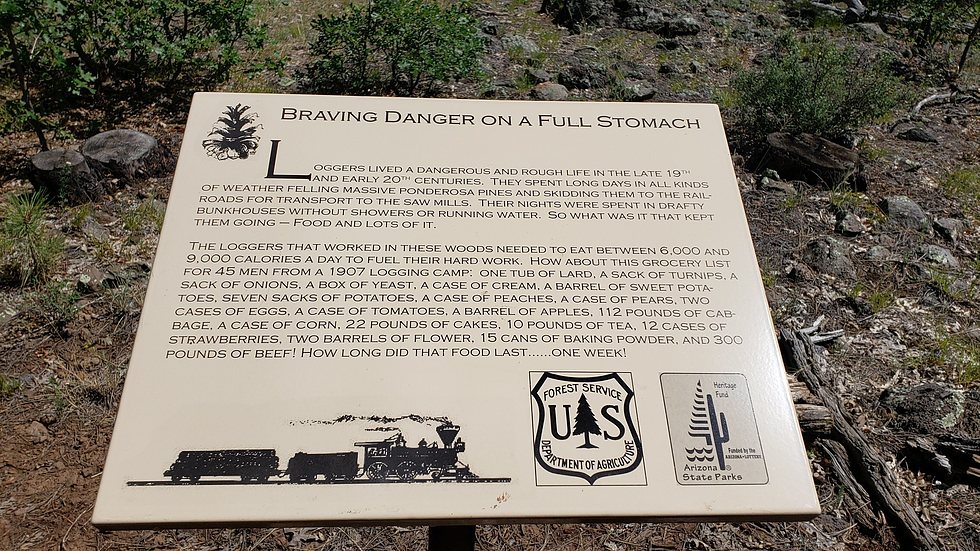 BRAVING DANGER ON A FULL STOMACH
LOGGERS LIVED A DANGEROUS AND ROUGH LIFE IN THE LATE 19TH
AND EARLY 20TH CENTURIES. THEY SPENT LONG DAYS IN ALL KINDS
OF WEATHER FELLING MASSIVE PONDEROSA PINES AND SKIDDING THEM TO THE RAIL-
ROADS FOR TRANSPORT TO THE SAW MILLS. THEIR NIGHTS WERE SPENT IN DRAFTY
BUNKHOUSES WITHOUT SHOWERS OR RUNNING WATER. SO WHAT WAS IT THAT KEPT
THEM GOING – FOOD AND LOTS OF IT.
THE LOGGERS THAT WORKED IN THESE WOODS NEEDED TO EAT BETWEEN 6,000 AND
9,000 CALORIES A DAY TO FUEL THEIR HARD WORK. HOW ABOUT THIS GROCERY LIST
FOR 45 MEN FROM A 1907 LOGGING CAMP: ONE TUB OF LARD, A SACK OF TURNIPS, A
SACK OF ONIONS, A BOX OF YEAST, A CASE OF CREAM, A BARREL OF SWEET POTA-
TOES, SEVEN SACKS OF POTATOES, A CASE OF PEACHES, A CASE OF PEARS, TWO
CASES OF EGGS, A CASE OF TOMATOES, A BARREL OF APPLES, 112 POUNDS OF CAB-
BAGE, A CASE OF CORN, 22 POUNDS OF CAKES, 10 POUNDS OF TEA, 12 CASES OF
STRAWBERRIES, TWO BARRELS OF FLOWER, 15 CANS OF BAKING POWDER, AND 300
POUNDS OF BEEF! HOW LONG DID THAT FOOD LAST......ONE WEEK!
FOREST SERVICE
U S
DEPARTMENT OF AGRICULTURE
Heritage
Fund
Funded by the
ARIZONA LOTTERY
Arizona ®
State Parks